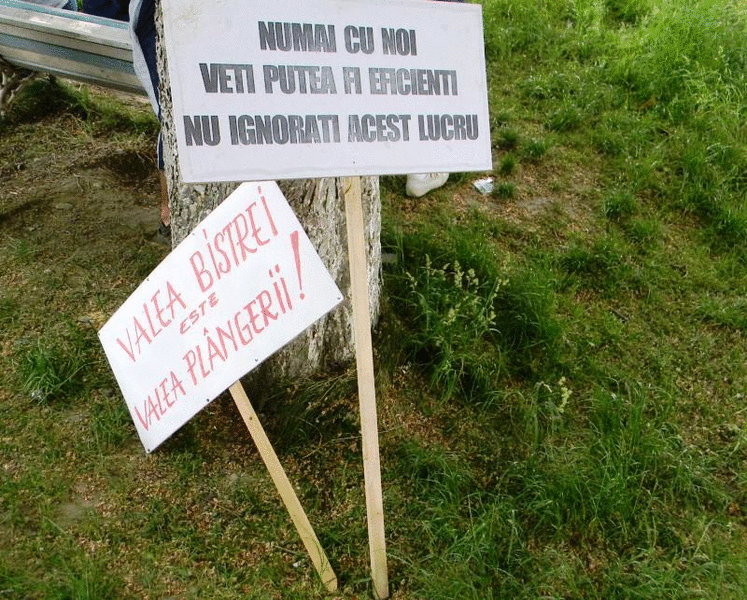 NUMAI CU NOI
VETI PUTEA FI EFICIENTI
NU IGNORATI ACEST LUCRU
VALEA BISTREI
ESTE
VALEA PLÂNGERII!